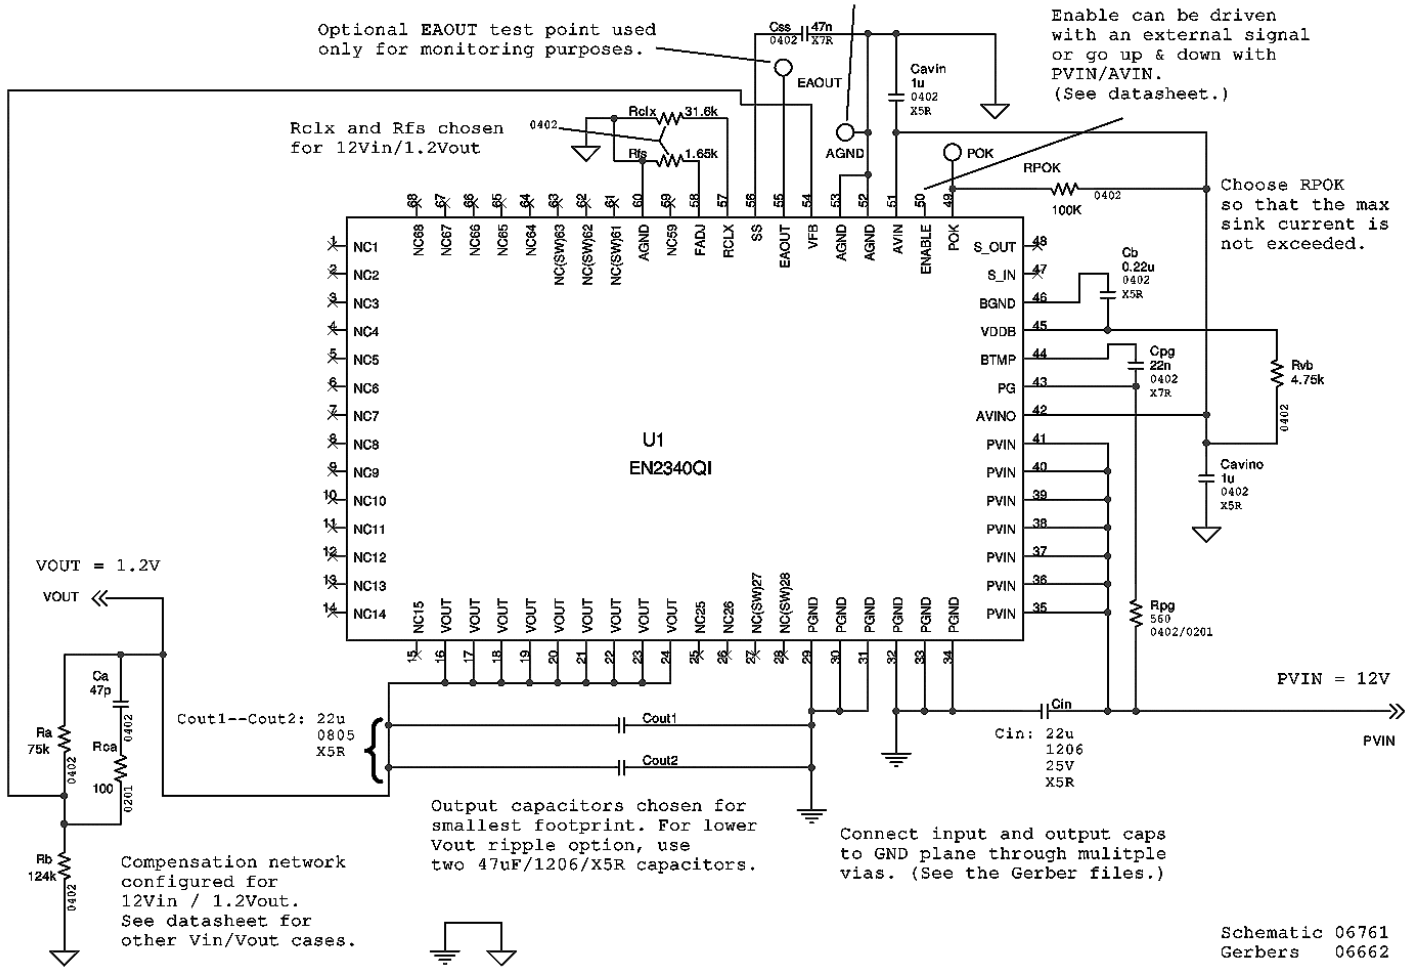 Optional EAOUT test point used
only for monitoring purposes.
Css 47n
0402 X7R
EAOUT
Cavin
1u
0402
X5R
Enable can be driven
with an external signal
or go up & down with
PVIN/AVIN.
(See datasheet.)
Rclx and Rfs chosen
for 12Vin/1.2Vout
0402
Rclx 31.6k
Rfs 1.65k
AGND
POK
RPOK
100K
0402
Choose RPOK
so that the max
sink current is
not exceeded.
68 67 66 65 64 63 62 61 60 59 58 57 56 55 54 53 52 51 50 49
NC68
NC67
NC66
NC65
NC64
NC(SW)63
NC(SW)62
NC(SW)61
AGND
NC59
FADJ
RCLX
SS
EAOUT
VFB
AGND
AGND
AVIN
ENABLE
POK
1 NC1
2 NC2
3 NC3
4 NC4
5 NC5
6 NC6
7 NC7
8 NC8
9 NC9
10 NC10
11 NC11
12 NC12
13 NC13
14 NC14
U1
EN2340QI
S_OUT 48
S_IN 47
BGND 46
VDDB 45
BTMP 44
PG 43
AVINO 42
PVIN 41
PVIN 40
PVIN 39
PVIN 38
PVIN 37
PVIN 36
PVIN 35
Cb
0.22u
0402
X5R
Cpg
22n
0402
X7R
Rvb
4.75k
0402
Cavino
1u
0402
X5R
Rpg
560
0402/0201
NC15
VOUT
VOUT
VOUT
VOUT
VOUT
VOUT
VOUT
VOUT
VOUT
NC25
NC26
NC(SW)27
NC(SW)28
PGND
PGND
PGND
PGND
PGND
PGND
15 16 17 18 19 20 21 22 23 24 25 26 27 28 29 30 31 32 33 34
VOUT = 1.2V
VOUT
Ca
47p
0402
Ra
75k
0402
Rca
100
0201
Rb
124k
0402
Cout1--Cout2: 22u
0805
X5R
Cout1
Cout2
Cin
Cin: 22u
1206
25V
X5R
PVIN = 12V
PVIN
Output capacitors chosen for
smallest footprint. For lower
Vout ripple option, use
two 47uF/1206/X5R capacitors.
Connect input and output caps
to GND plane through mulitple
vias. (See the Gerber files.)
Compensation network
configured for
12Vin / 1.2Vout.
See datasheet for
other Vin/Vout cases.
Schematic 06761
Gerbers 06662